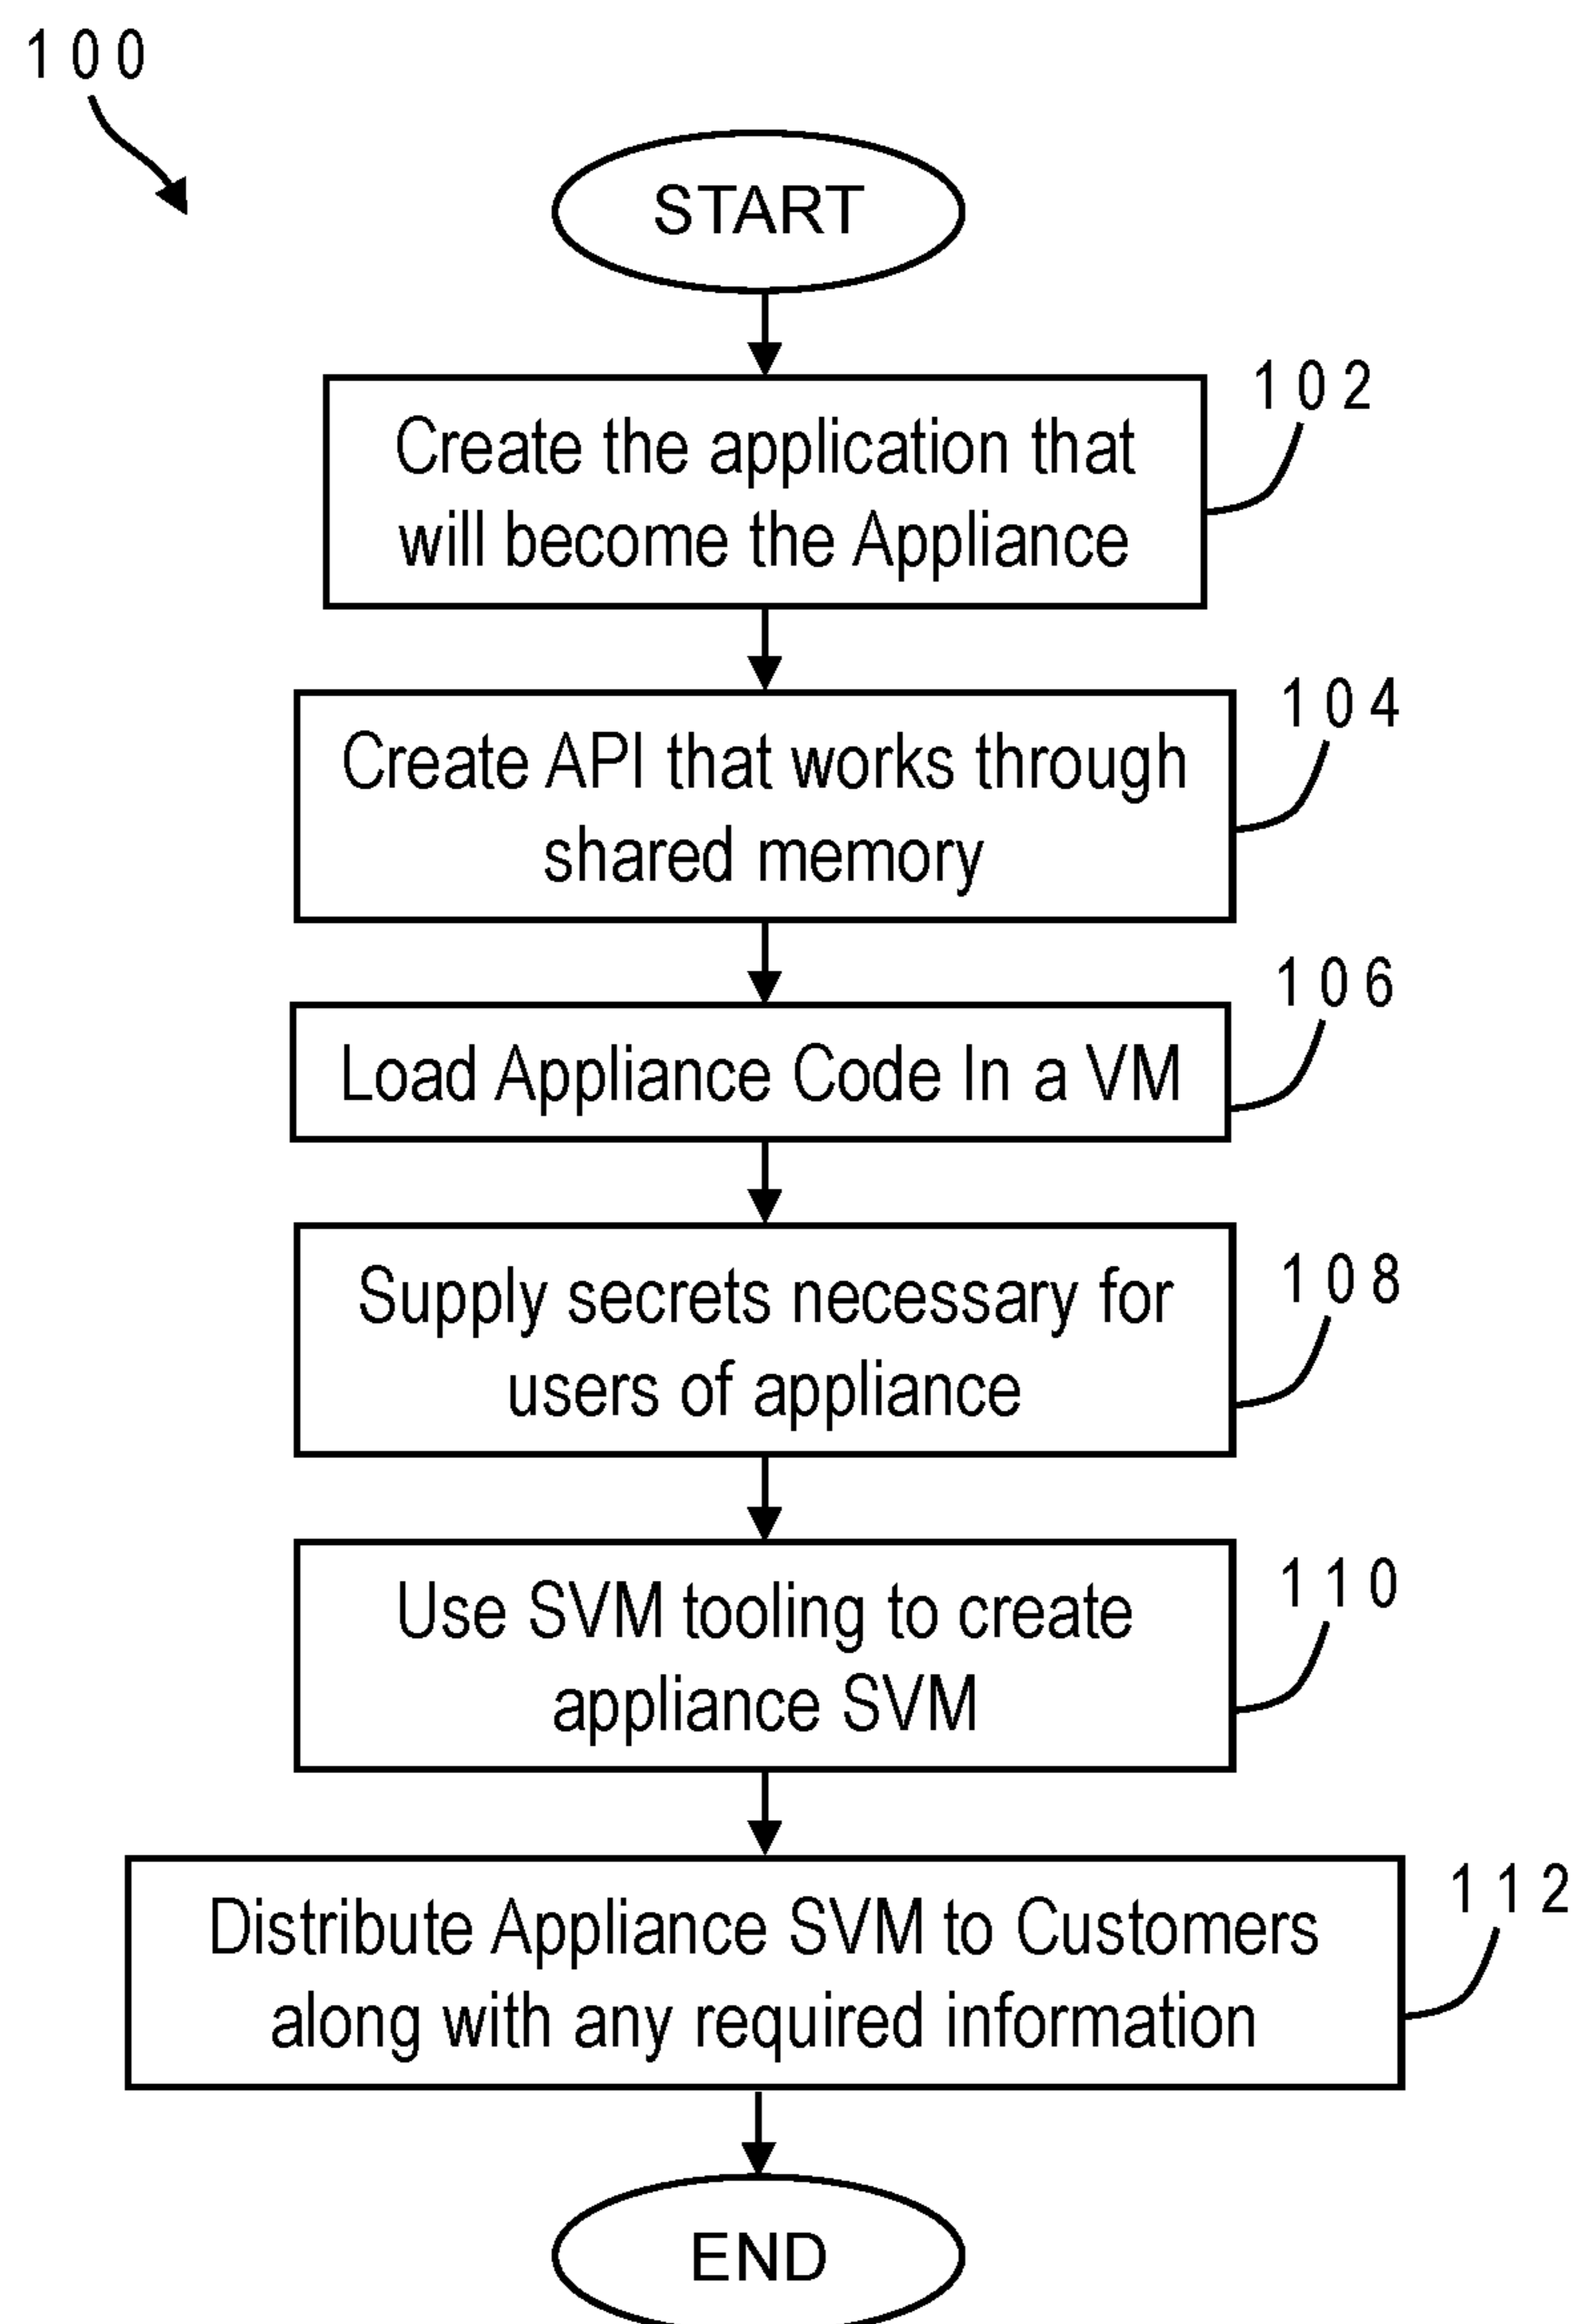 100
START
102
Create the application that
will become the Appliance
104
Create API that works through
shared memory
106
Load Appliance Code In a VM
108
Supply secrets necessary for
users of appliance
110
Use SVM tooling to create
appliance SVM
112
Distribute Appliance SVM to Customers
along with any required information
END